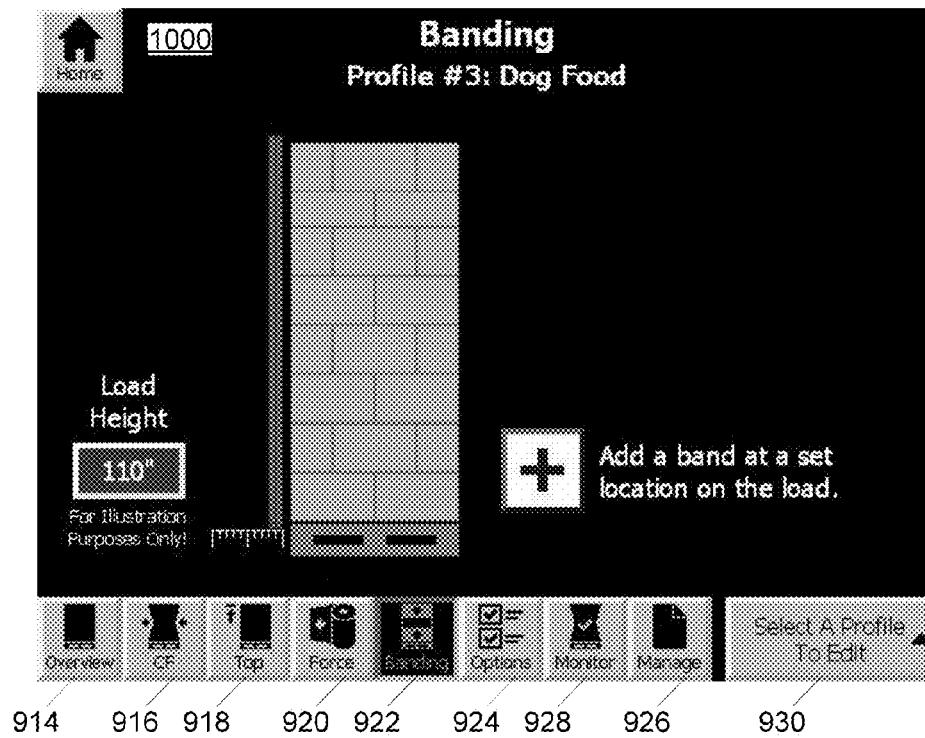 Home
1000
Banding
Profile #3: Dog Food
Load
Height
110"
For Illustration
Purposes Only!
Add a band at a set
location on the load.
Overview
CF
Top
Force
Banding
Options
Monitor
Manage
Select A Profile
To Edit
914
916
918
920
922
924
928
926
930